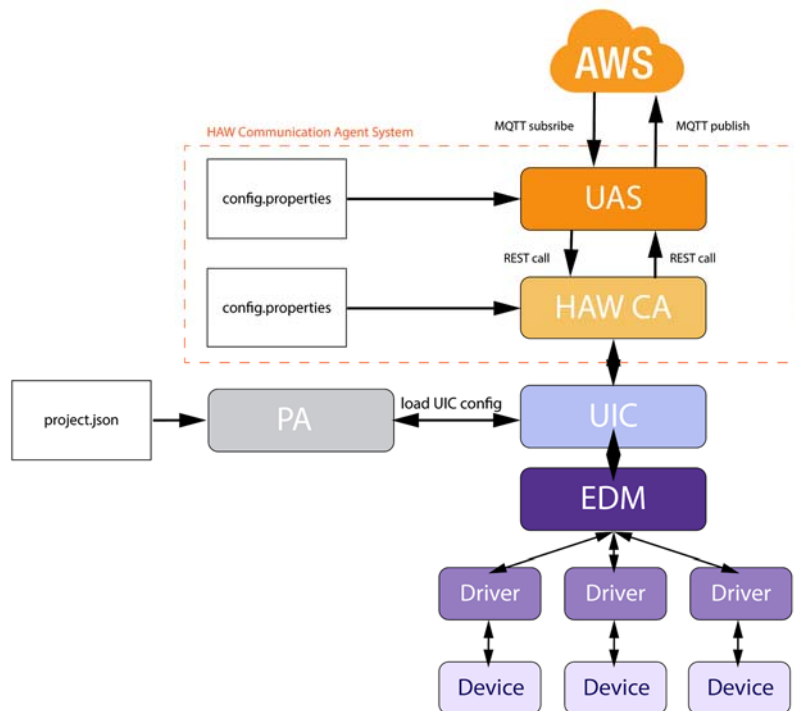 AWS
MQTT subsribe
MQTT publish
HAW Communication Agent System
config.properties
UAS
REST call
REST call
config.properties
HAW CA
project.json
PA
load UIC config
UIC
EDM
Driver
Driver
Driver
Device
Device
Device